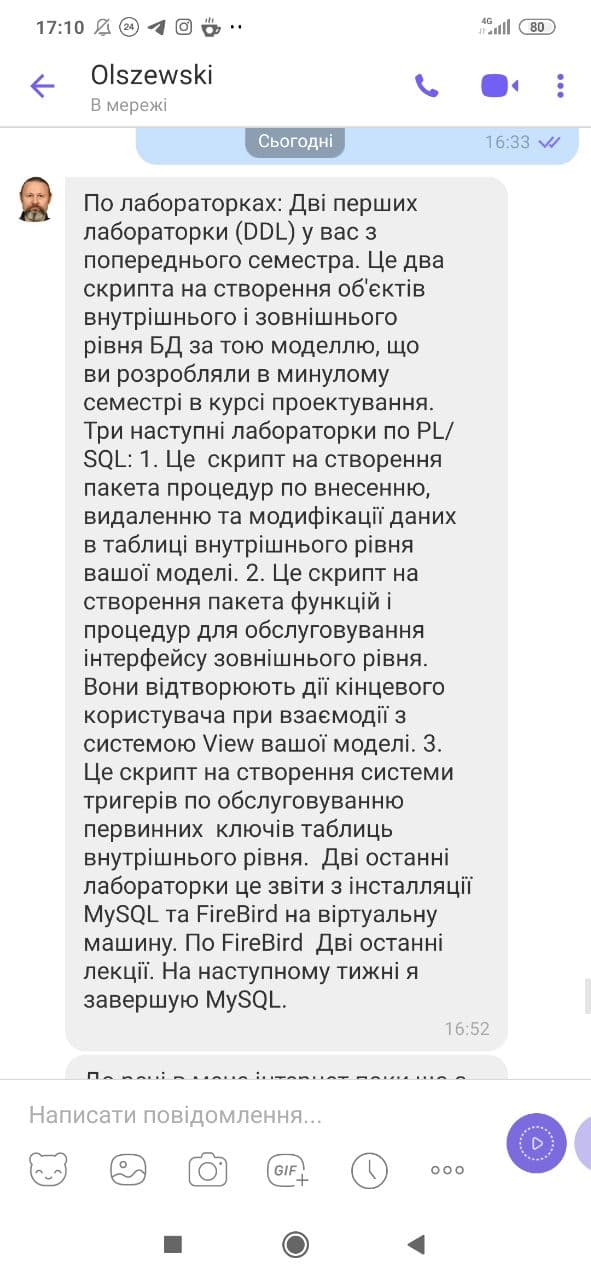 17:10
24
4G
80
Olszewski
В мережі
Сьогодні
16:33
По лабораторках: Дві перших
лабораторки (DDL) у вас з
попереднього семестра. Це два
скрипта на створення об'єктів
внутрішнього і зовнішнього
рівня БД за тою моделлю, що
ви розробляли в минулому
семестрі в курсі проектування.
Три наступні лабораторки по PL/
SQL: 1. Це  скрипт на створення
пакета процедур по внесенню,
видаленню та модифікації даних
в таблиці внутрішнього рівня
вашої моделі. 2. Це скрипт на
створення пакета функцій і
процедур для обслуговування
інтерфейсу зовнішнього рівня.
Вони відтворюють дії кінцевого
користувача при взаємодії з
системою View вашої моделі. 3.
Це скрипт на створення системи
тригерів по обслуговуванню
первинних  ключів таблиць
внутрішнього рівня.  Дві останні
лабораторки це звіти з інсталляції
MySQL та FireBird на віртуальну
машину. По FireBird  Дві останні
лекції. На наступному тижні я
завершую MySQL.
16:52
До речі в мене інтернет поки що є
Написати повідомлення...
GIF